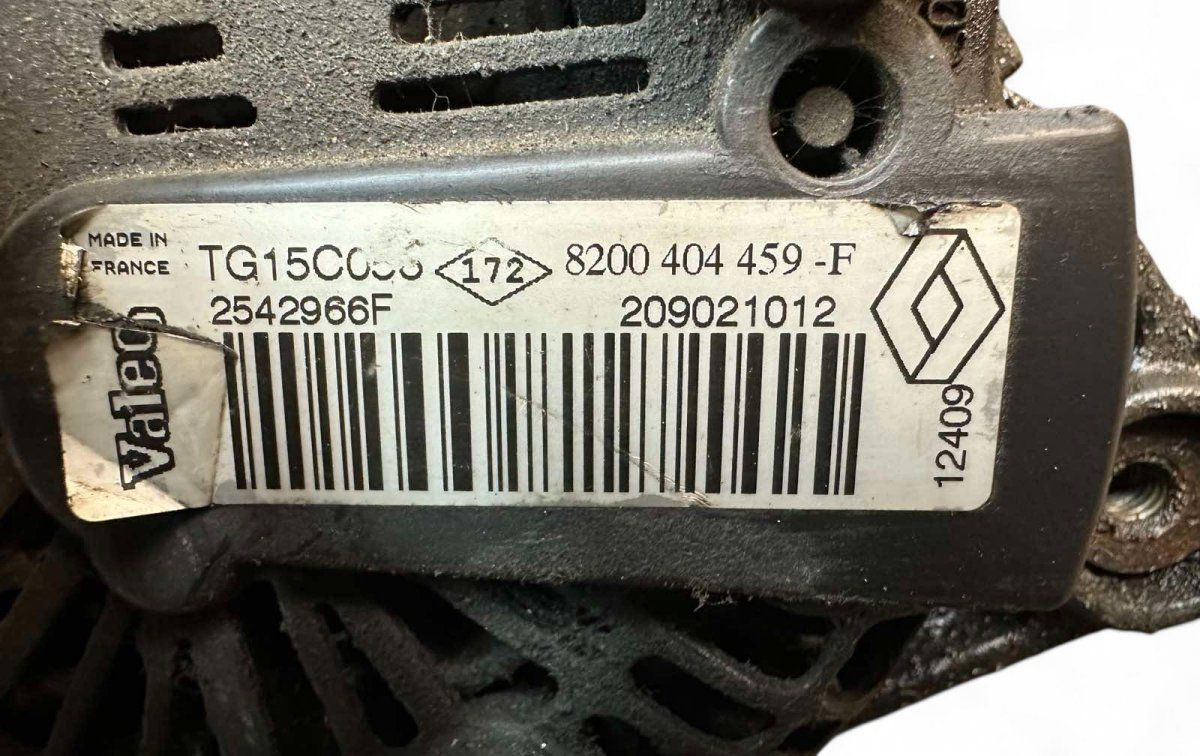 MADE IN
FRANCE
172
8200 404 459 -F
2542966F
209021012
Valeo
12409